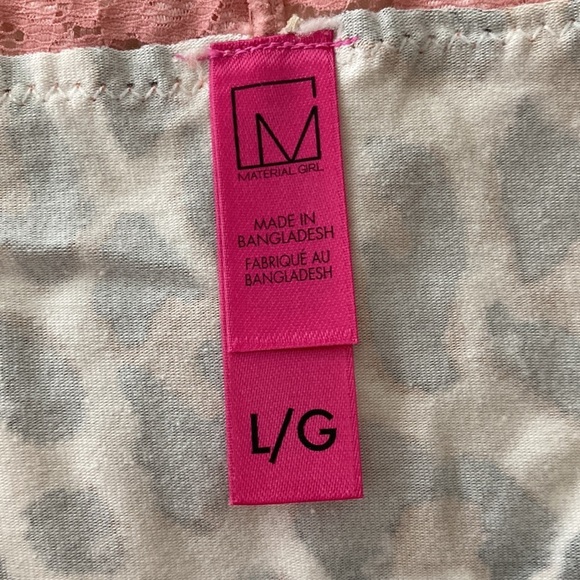 M
MATERIAL GIRL
MADE IN
BANGLADESH
FABRIQUÉ AU
BANGLADESH
L/G